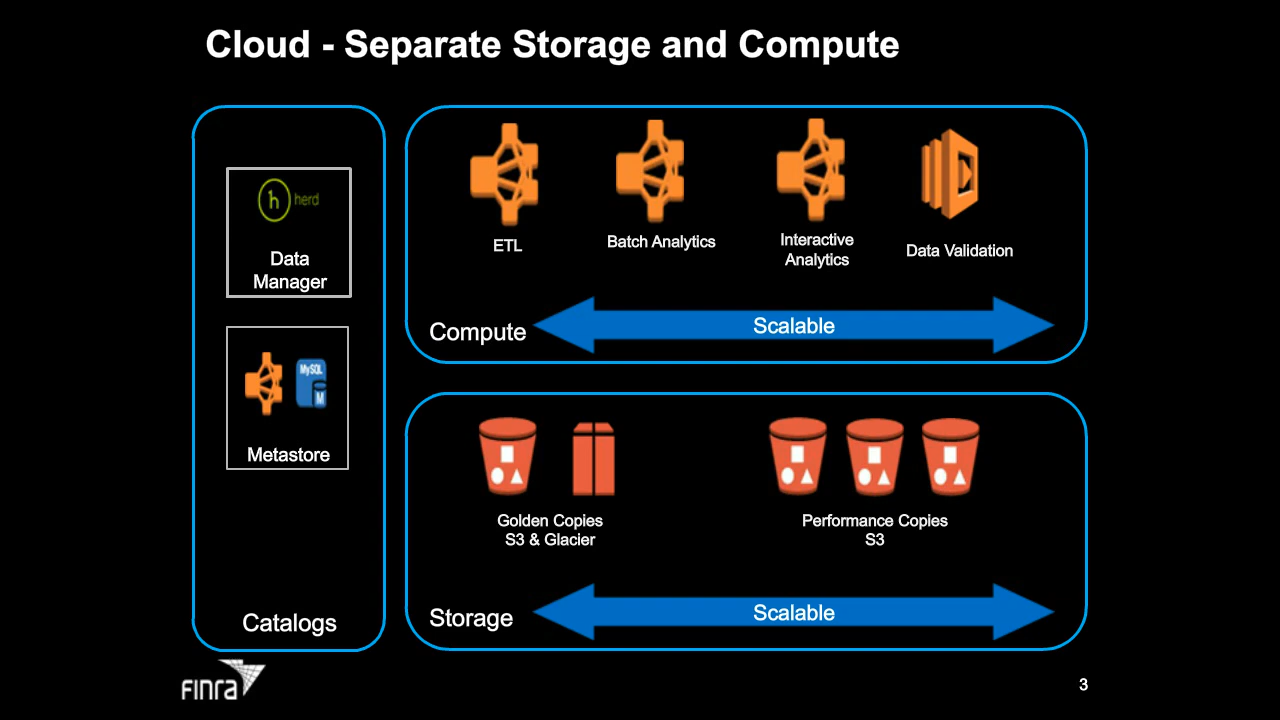 Cloud - Separate Storage and Compute
h herd
Data
Manager
MySQL
M
Metastore
Catalogs
ETL
Batch Analytics
Interactive
Analytics
Data Validation
Compute
Scalable
Golden Copies
S3 & Glacier
Performance Copies
S3
Storage
Scalable
finra
3